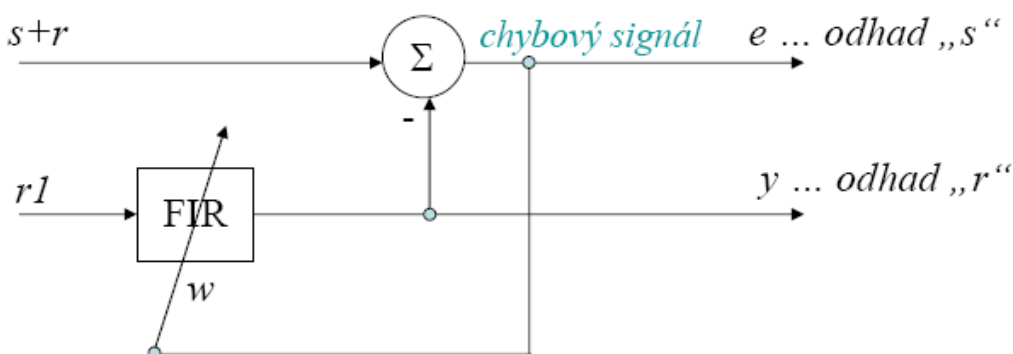 s+r
Σ
chybový signál
e ... odhad „s“
-
r1
FIR
y ... odhad „r“
w